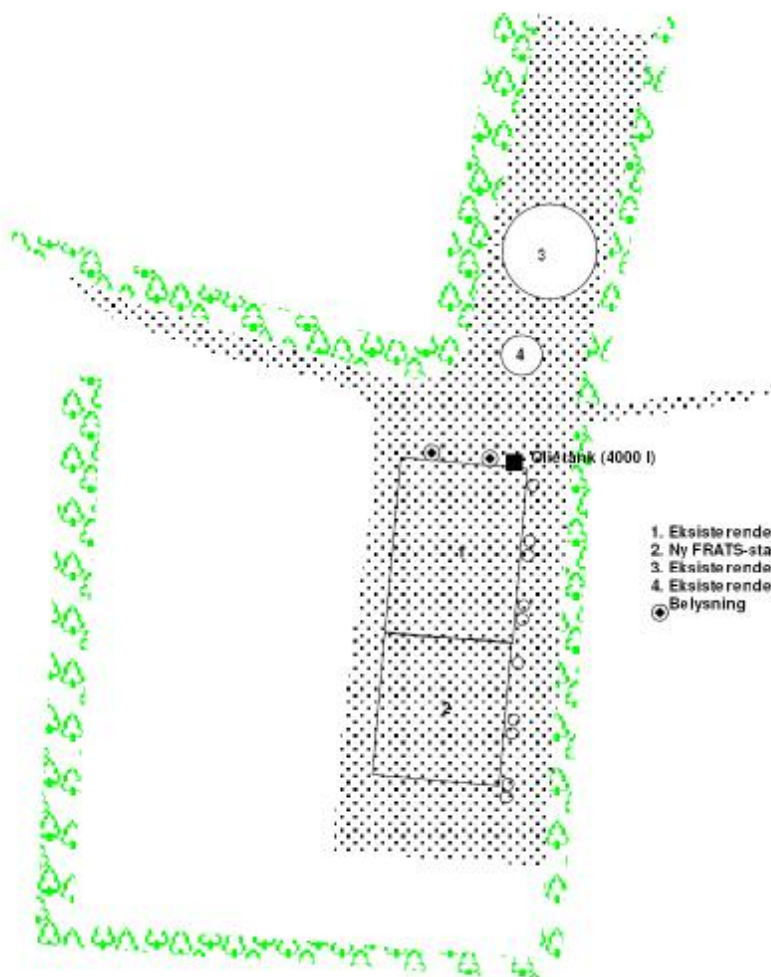 3
4
Olietank (4000 l)
1
2
1. Eksisterende
2. Ny FRATS-sta
3. Eksisterende
4. Eksisterende
Belysning